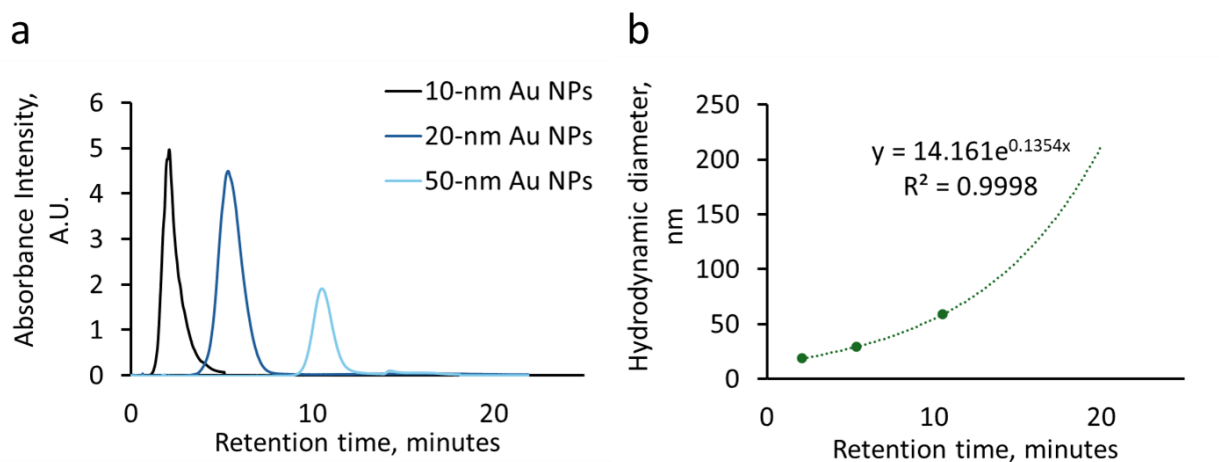 a
Absorbance Intensity,
A.U.
6
5
4
3
2
1
0
0
10
20
Retention time, minutes
10-nm Au NPs
20-nm Au NPs
50-nm Au NPs
b
Hydrodynamic diameter,
nm
250
200
150
100
50
0
0
10
20
Retention time, minutes
y = 14.161e^0.1354x
R² = 0.9998